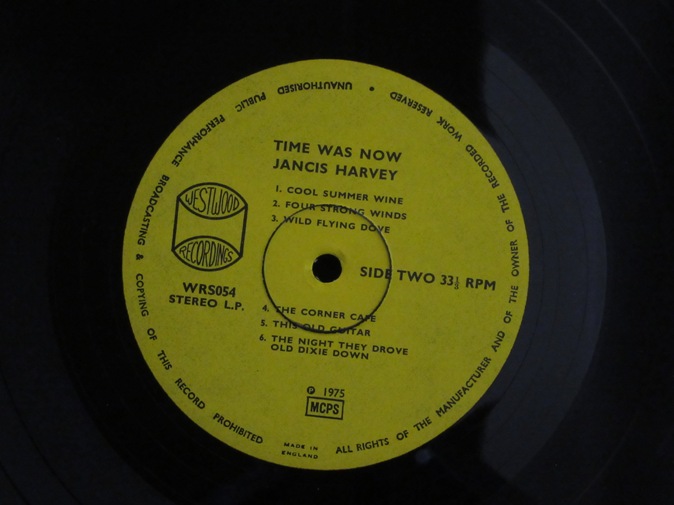 TIME WAS NOW
JANCIS HARVEY
1. COOL SUMMER WINE
2. FOUR STRONG WINDS
3. WILD FLYING DOVE
WESTWOOD
RECORDINGS
WRS054
STEREO L.P.
SIDE TWO 33⅓ RPM
4. THE CORNER CAFE
5. THIS OLD GUITAR
6. THE NIGHT THEY DROVE
OLD DIXIE DOWN
Ⓟ 1975
MCPS
MADE IN
ENGLAND
ALL RIGHTS OF THE MANUFACTURER AND OF THE OWNER OF THE RECORDED WORK RESERVED • UNAUTHORISED PUBLIC PERFORMANCE BROADCASTING & COPYING OF THIS RECORD PROHIBITED